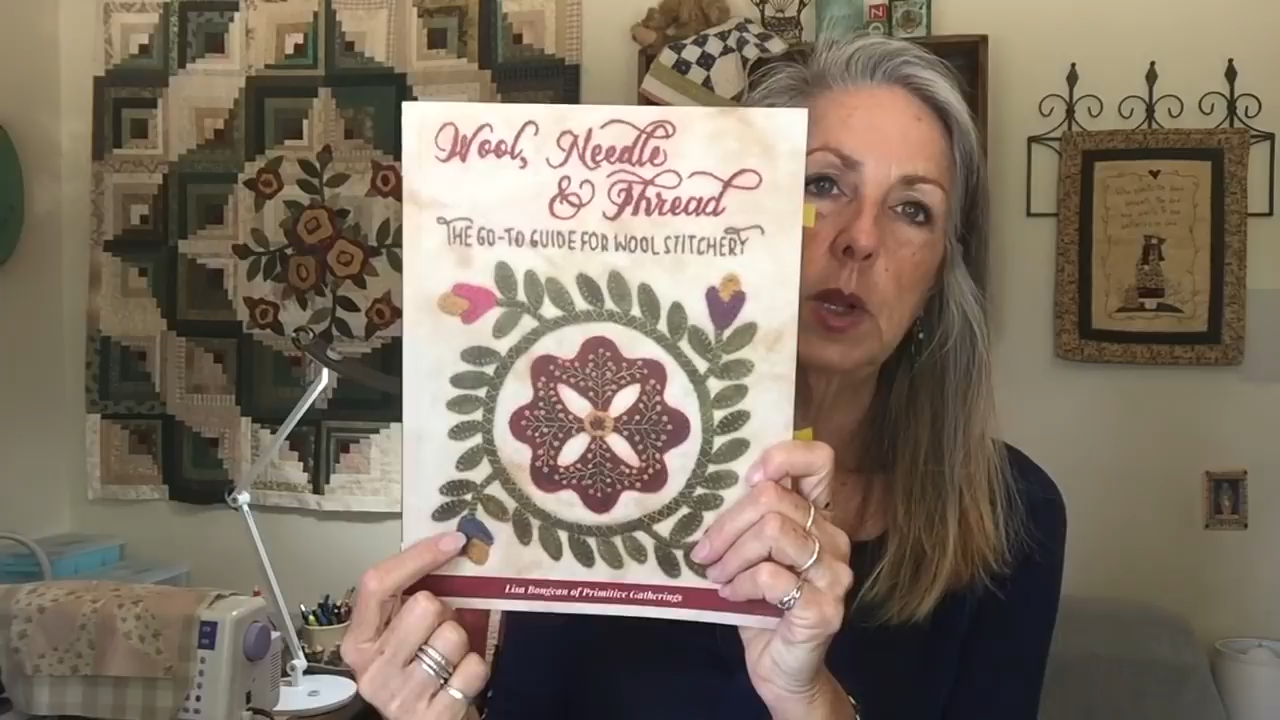 Wool, Needle
& Thread
THE GO-TO GUIDE FOR WOOL STITCHERY
Lisa Bongean of Primitive Gatherings